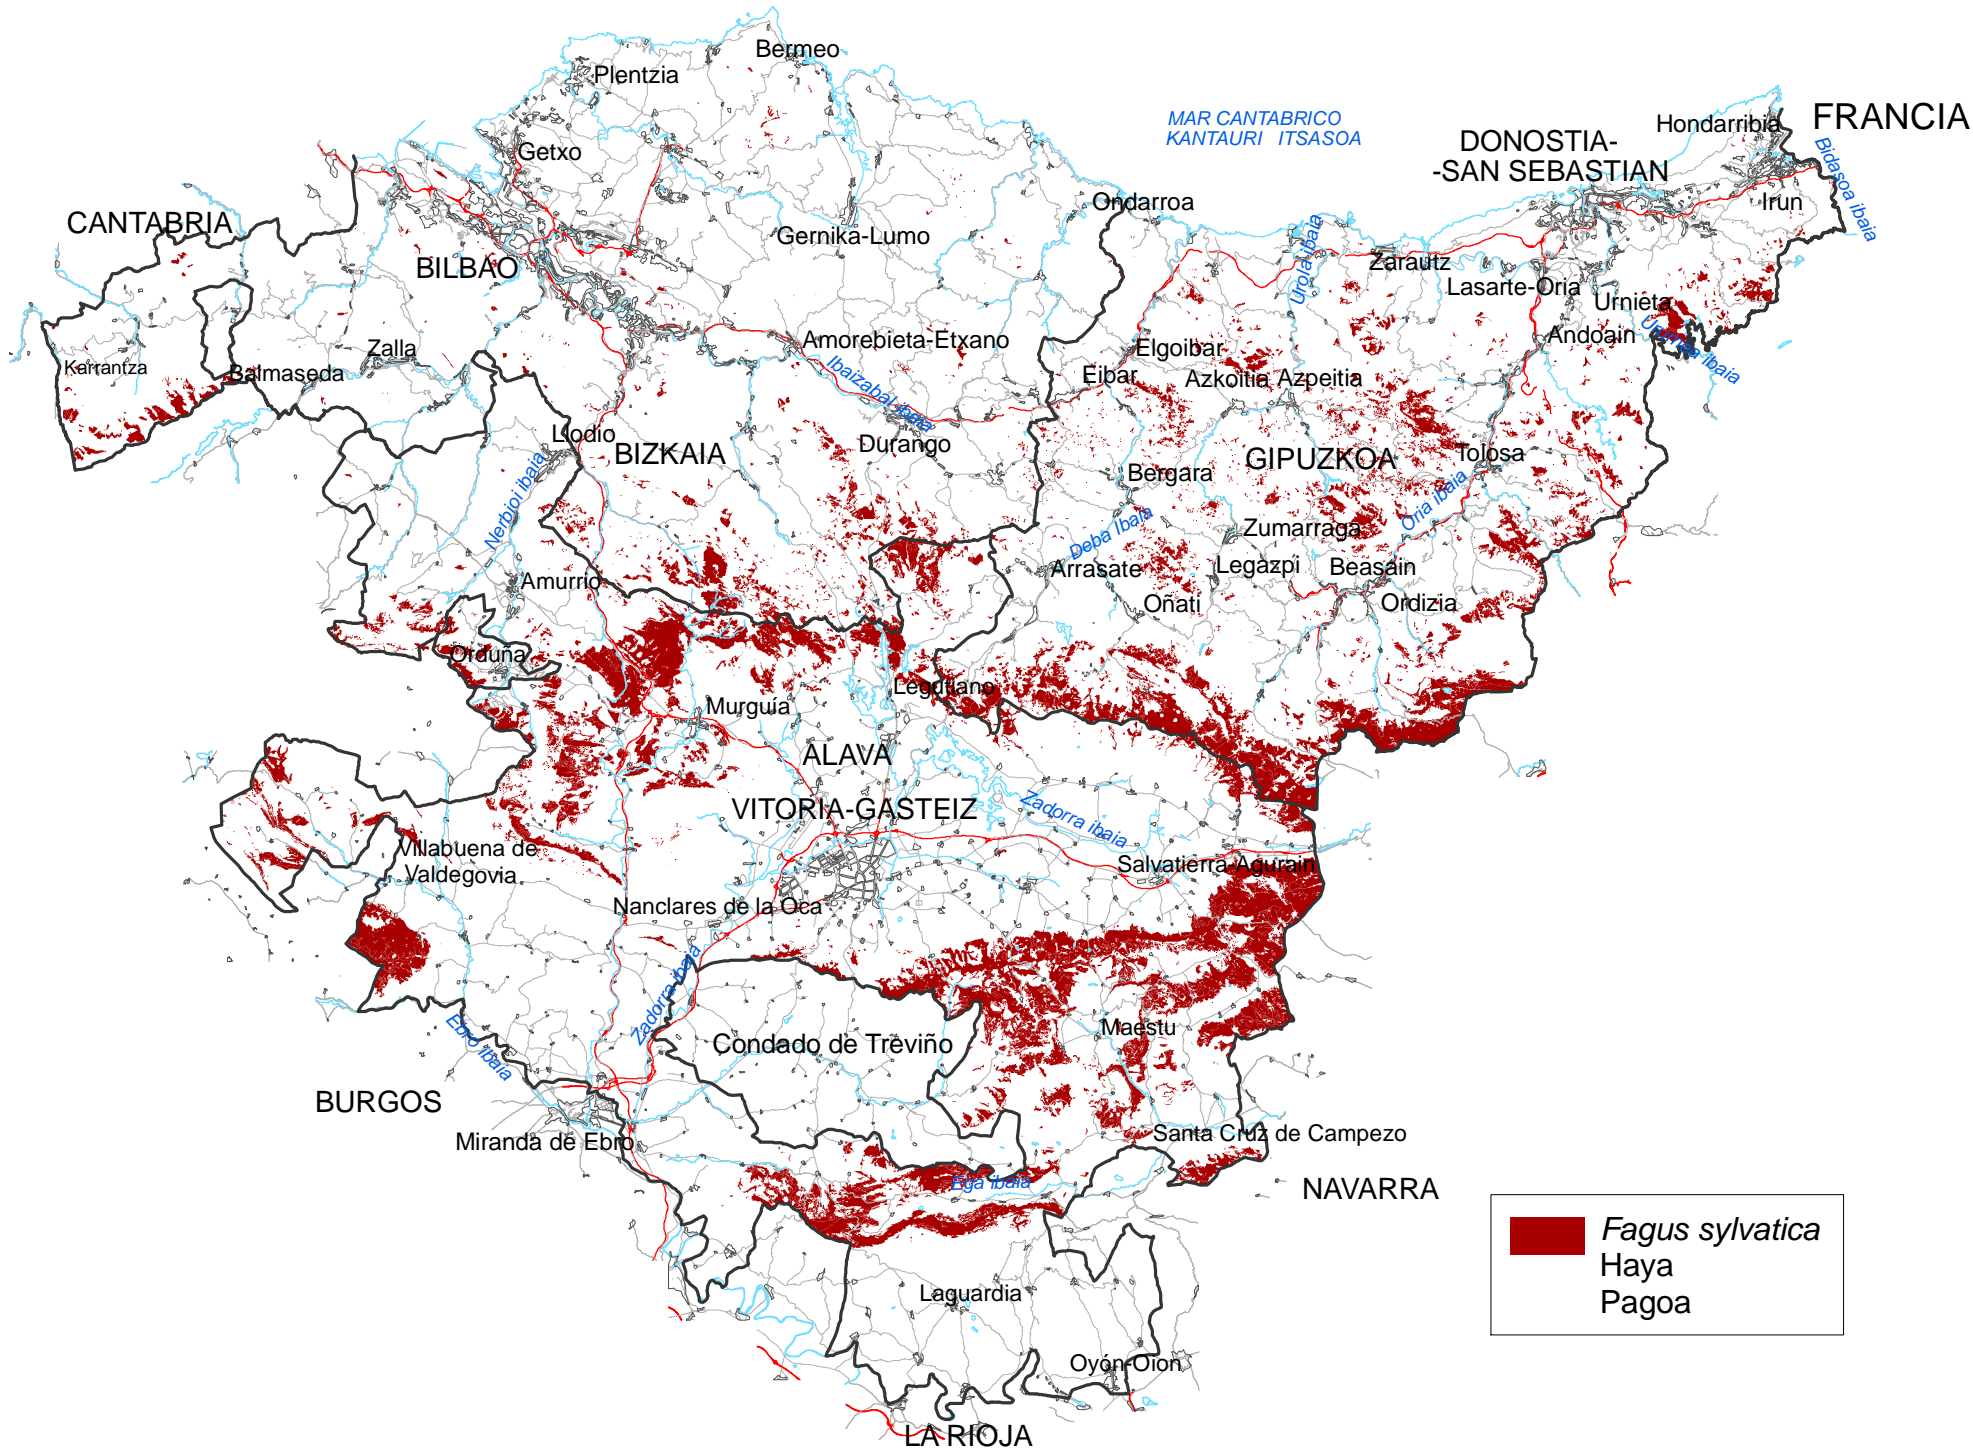 Bermeo
Plentzia
MAR CANTABRICO
KANTAURI ITSASOA
FRANCIA
Hondarribia
DONOSTIA-
-SAN SEBASTIAN
Bidasoa ibaia
Getxo
Irun
Ondarroa
CANTABRIA
Gernika-Lumo
BILBAO
Urola ibaia
Zarautz
Lasarte-Oria
Urnieta
Andoain
Urumea ibaia
Amorebieta-Etxano
Zalla
Karrantza
Balmaseda
Elgoibar
Eibar
Azkoitia
Azpeitia
Ibaizabal ibaia
Durango
Llodio
BIZKAIA
GIPUZKOA
Tolosa
Bergara
Nerbioi ibaia
Oria ibaia
Deba Ibaia
Zumarraga
Arrasate
Legazpi
Beasain
Amurrio
Oñati
Ordizia
Orduña
Legutiano
Murguía
ALAVA
VITORIA-GASTEIZ
Zadorra ibaia
Villabuena de
Valdegovia
Salvatierra-Agurain
Nanclares de la Oca
Zadorra ibaia
Ebro ibaia
Maestu
Condado de Treviño
BURGOS
Miranda de Ebro
Santa Cruz de Campezo
Ega ibaia
NAVARRA
Laguardia
Oyón-Oion
LA RIOJA
Fagus sylvatica
Haya
Pagoa